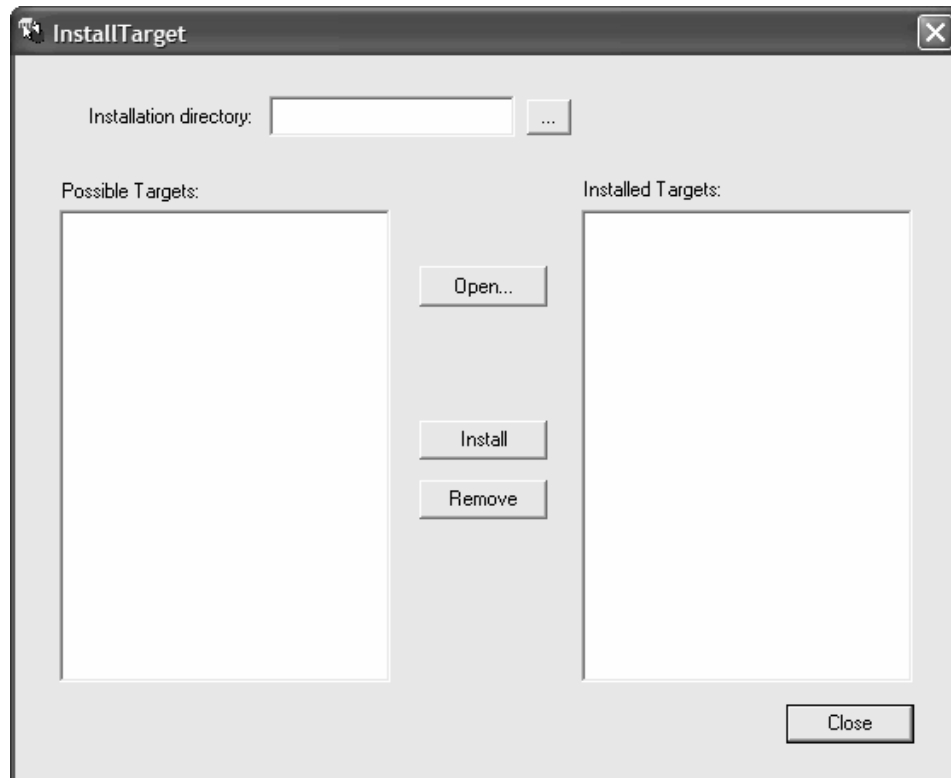 InstallTarget
Installation directory:
...
Possible Targets:
Installed Targets:
Open...
Install
Remove
Close